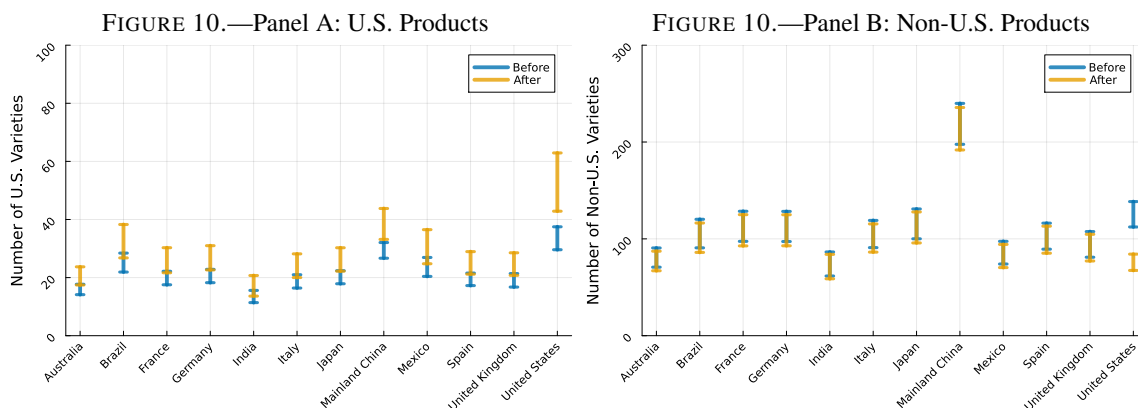 FIGURE 10.—Panel A: U.S. Products
Number of U.S. Varieties
100
80
60
40
20
0
Before
After
Australia
Brazil
France
Germany
India
Italy
Japan
Mainland China
Mexico
Spain
United Kingdom
United States
FIGURE 10.—Panel B: Non-U.S. Products
Number of Non-U.S. Varieties
300
200
100
0
Before
After
Australia
Brazil
France
Germany
India
Italy
Japan
Mainland China
Mexico
Spain
United Kingdom
United States